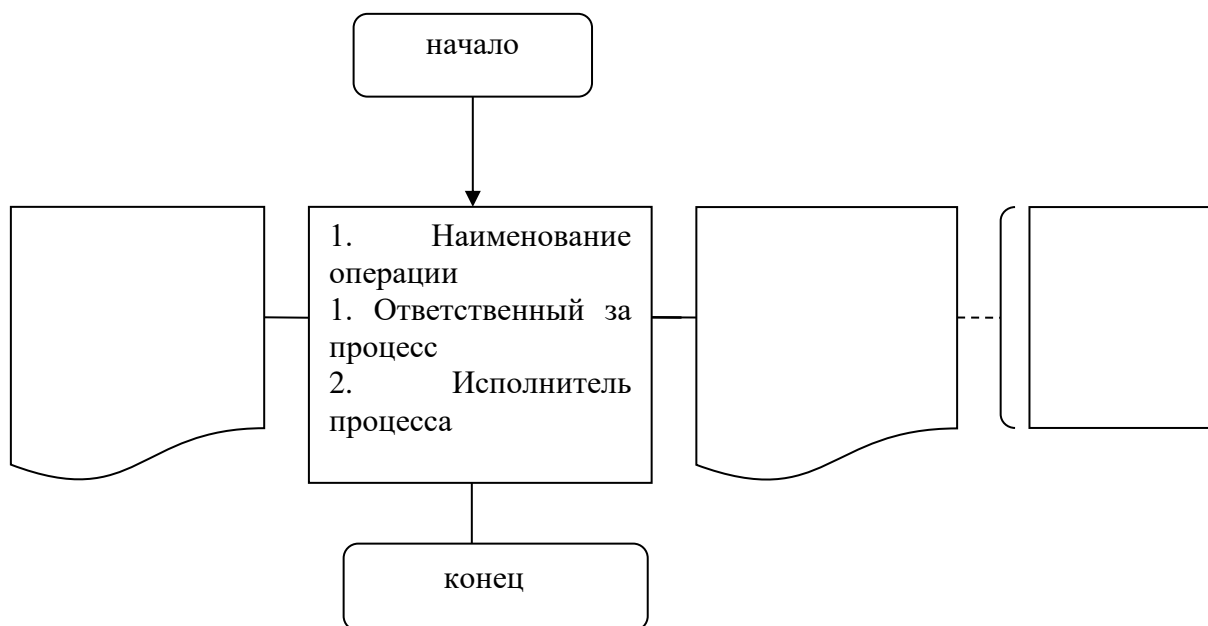 начало
1. Наименование
операции
1. Ответственный за
процесс
2. Исполнитель
процесса
конец